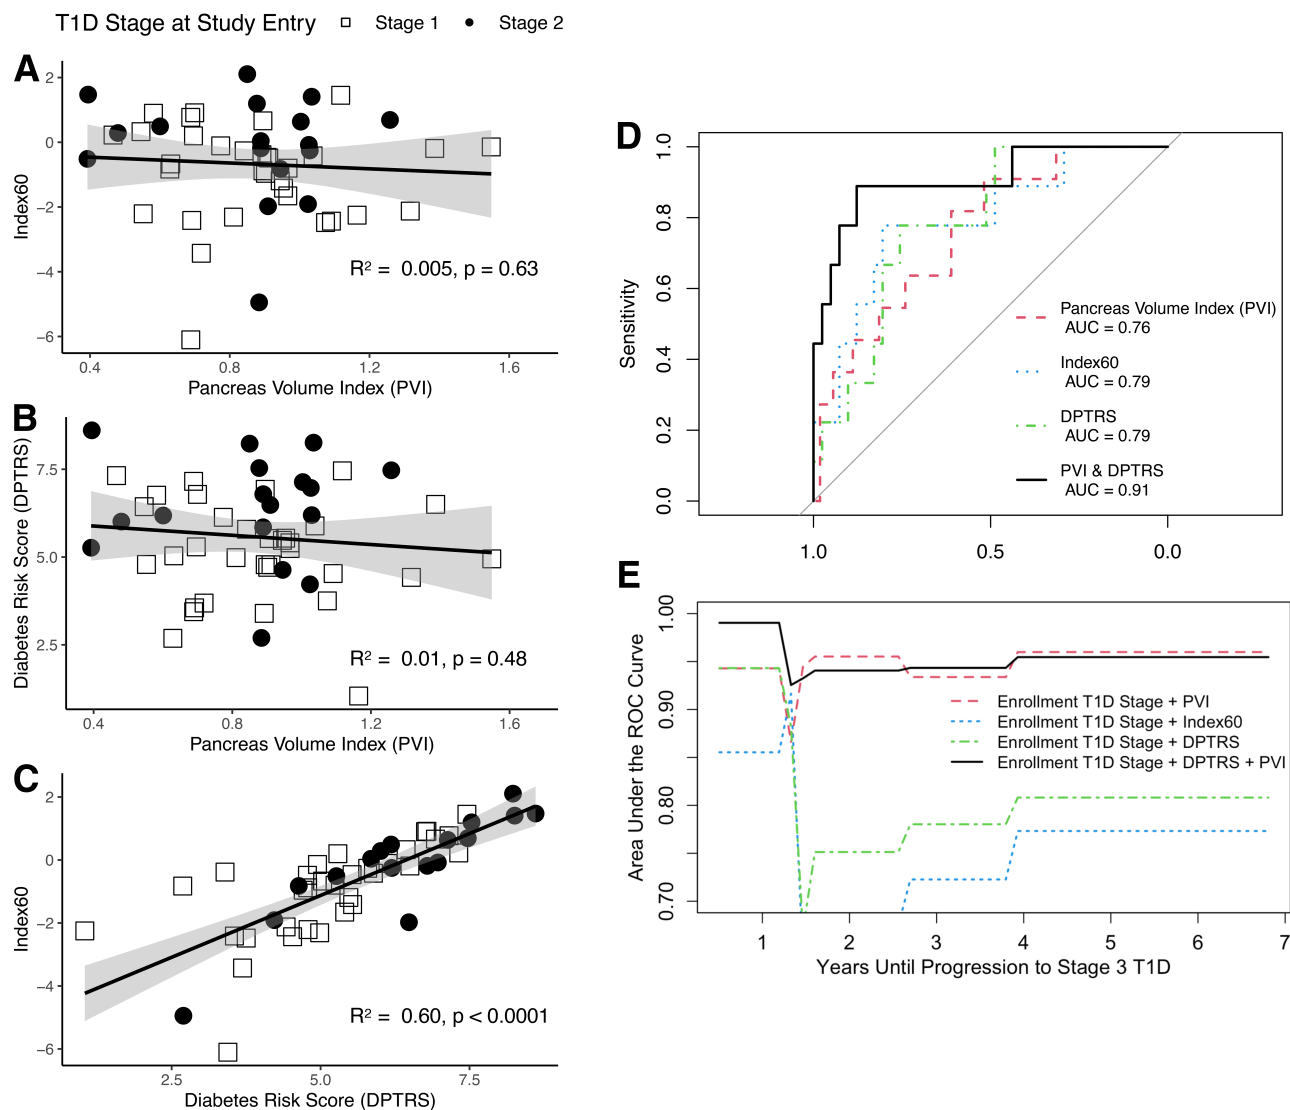 T1D Stage at Study Entry Stage 1 Stage 2
A
Index60
2
0
−2
−4
−6
R² = 0.005, p = 0.63
0.4 0.8 1.2 1.6
Pancreas Volume Index (PVI)
B
Diabetes Risk Score (DPTRS)
7.5
5.0
2.5
R² = 0.01, p = 0.48
0.4 0.8 1.2 1.6
Pancreas Volume Index (PVI)
C
Index60
2
0
−2
−4
−6
R² = 0.60, p < 0.0001
2.5 5.0 7.5
Diabetes Risk Score (DPTRS)
D
Sensitivity
1.0
0.8
0.6
0.4
0.2
0.0
Pancreas Volume Index (PVI)
AUC = 0.76
Index60
AUC = 0.79
DPTRS
AUC = 0.79
PVI & DPTRS
AUC = 0.91
1.0 0.5 0.0
E
Area Under the ROC Curve
1.00
0.90
0.80
0.70
Enrollment T1D Stage + PVI
Enrollment T1D Stage + Index60
Enrollment T1D Stage + DPTRS
Enrollment T1D Stage + DPTRS + PVI
1 2 3 4 5 6 7
Years Until Progression to Stage 3 T1D